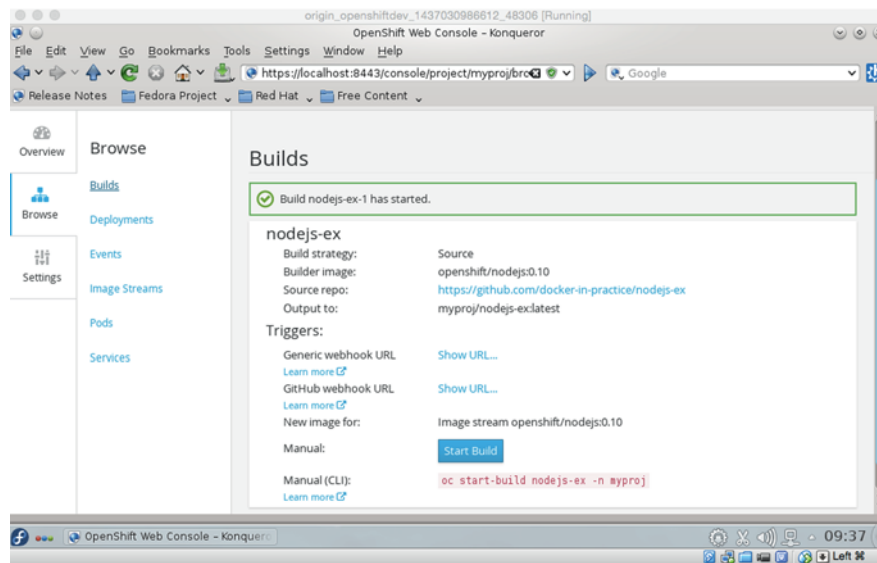 origin_openshiftdev_1437030986612_48306 [Running]
OpenShift Web Console – Konqueror
File Edit View Go Bookmarks Tools Settings Window Help
https://localhost:8443/console/project/myproj/bro
Google
Release Notes Fedora Project Red Hat Free Content
Overview
Browse
Settings
Browse
Builds
Deployments
Events
Image Streams
Pods
Services
Builds
Build nodejs-ex-1 has started.
nodejs-ex
Build strategy: Source
Builder image: openshift/nodejs:0.10
Source repo: https://github.com/docker-in-practice/nodejs-ex
Output to: myproj/nodejs-ex:latest
Triggers:
Generic webhook URL Show URL...
Learn more
GitHub webhook URL Show URL...
Learn more
New image for: Image stream openshift/nodejs:0.10
Manual: Start Build
Manual (CLI): oc start-build nodejs-ex -n myproj
Learn more
OpenShift Web Console – Konquerc
09:37
Left ⌘